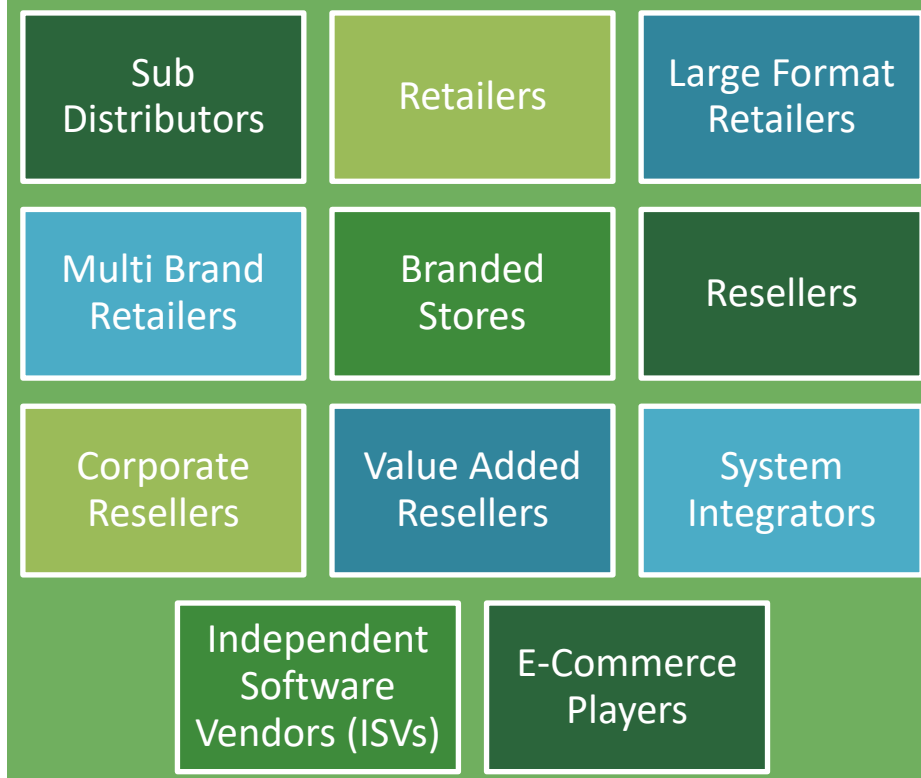 Sub
Distributors
Retailers
Large Format
Retailers
Multi Brand
Retailers
Branded
Stores
Resellers
Corporate
Resellers
Value Added
Resellers
System
Integrators
Independent
Software
Vendors (ISVs)
E-Commerce
Players